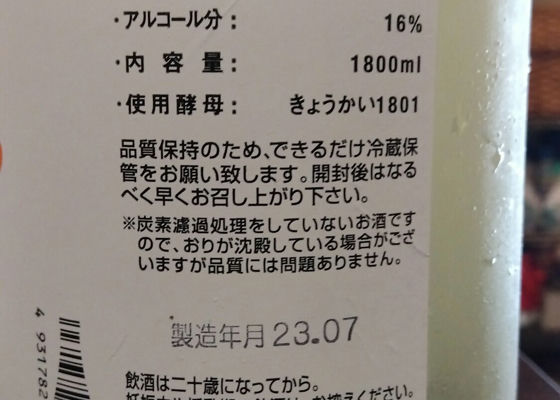 ・アルコール分： 16%
・内容量： 1800ml
・使用酵母： きょうかい1801
品質保持のため、できるだけ冷蔵保
管をお願い致します。開封後はなる
べく早くお召し上がり下さい。
※炭素濾過処理をしていないお酒です
ので、おりが沈殿している場合がござ
いますが品質には問題ありません。
製造年月 23.07
飲酒は二十歳になってから。
4 931782